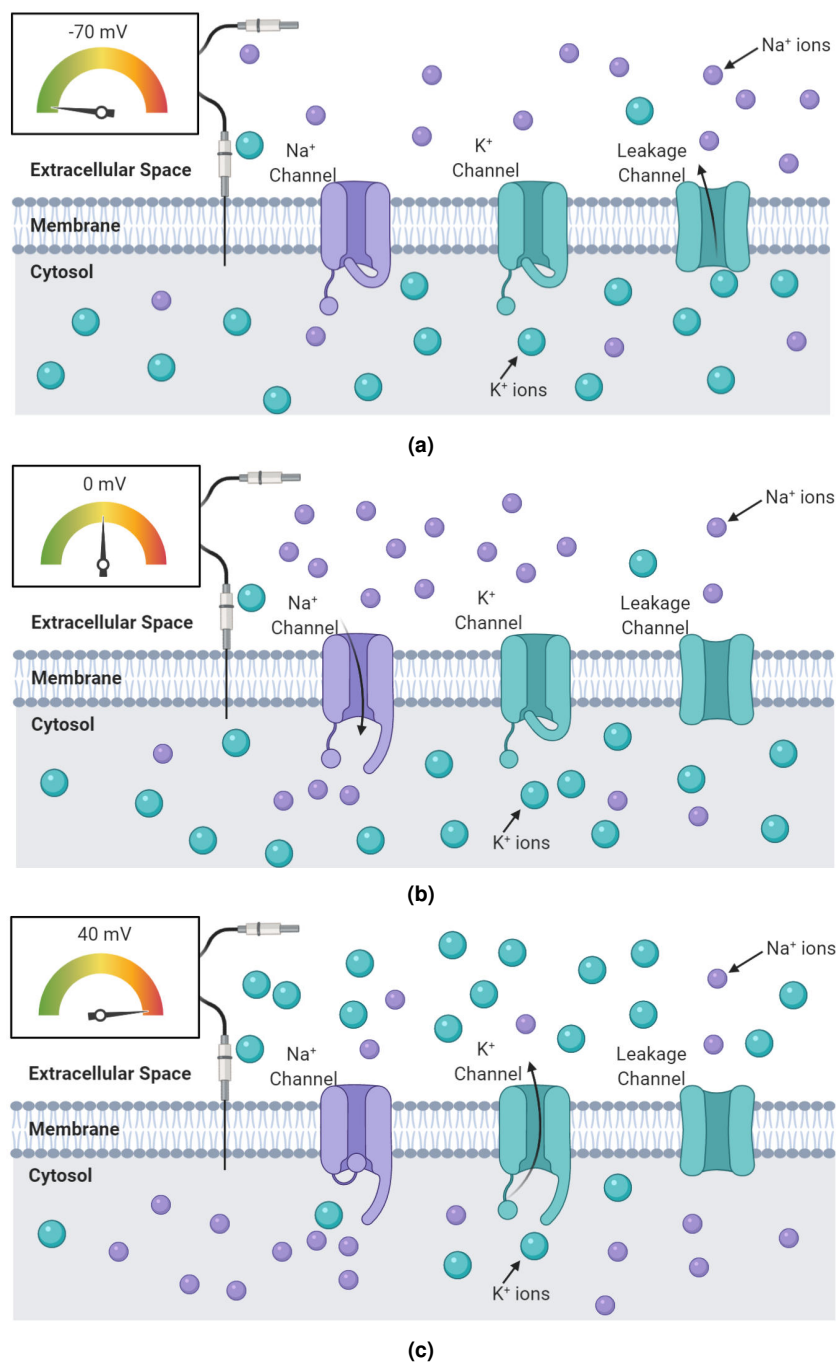 -70 mV
Na⁺ ions
Na⁺
Channel
K⁺
Channel
Leakage
Channel
Extracellular Space
Membrane
Cytosol
K⁺ ions
(a)
0 mV
Na⁺ ions
Na⁺
Channel
K⁺
Channel
Leakage
Channel
Extracellular Space
Membrane
Cytosol
K⁺ ions
(b)
40 mV
Na⁺ ions
Na⁺
Channel
K⁺
Channel
Leakage
Channel
Extracellular Space
Membrane
Cytosol
K⁺ ions
(c)